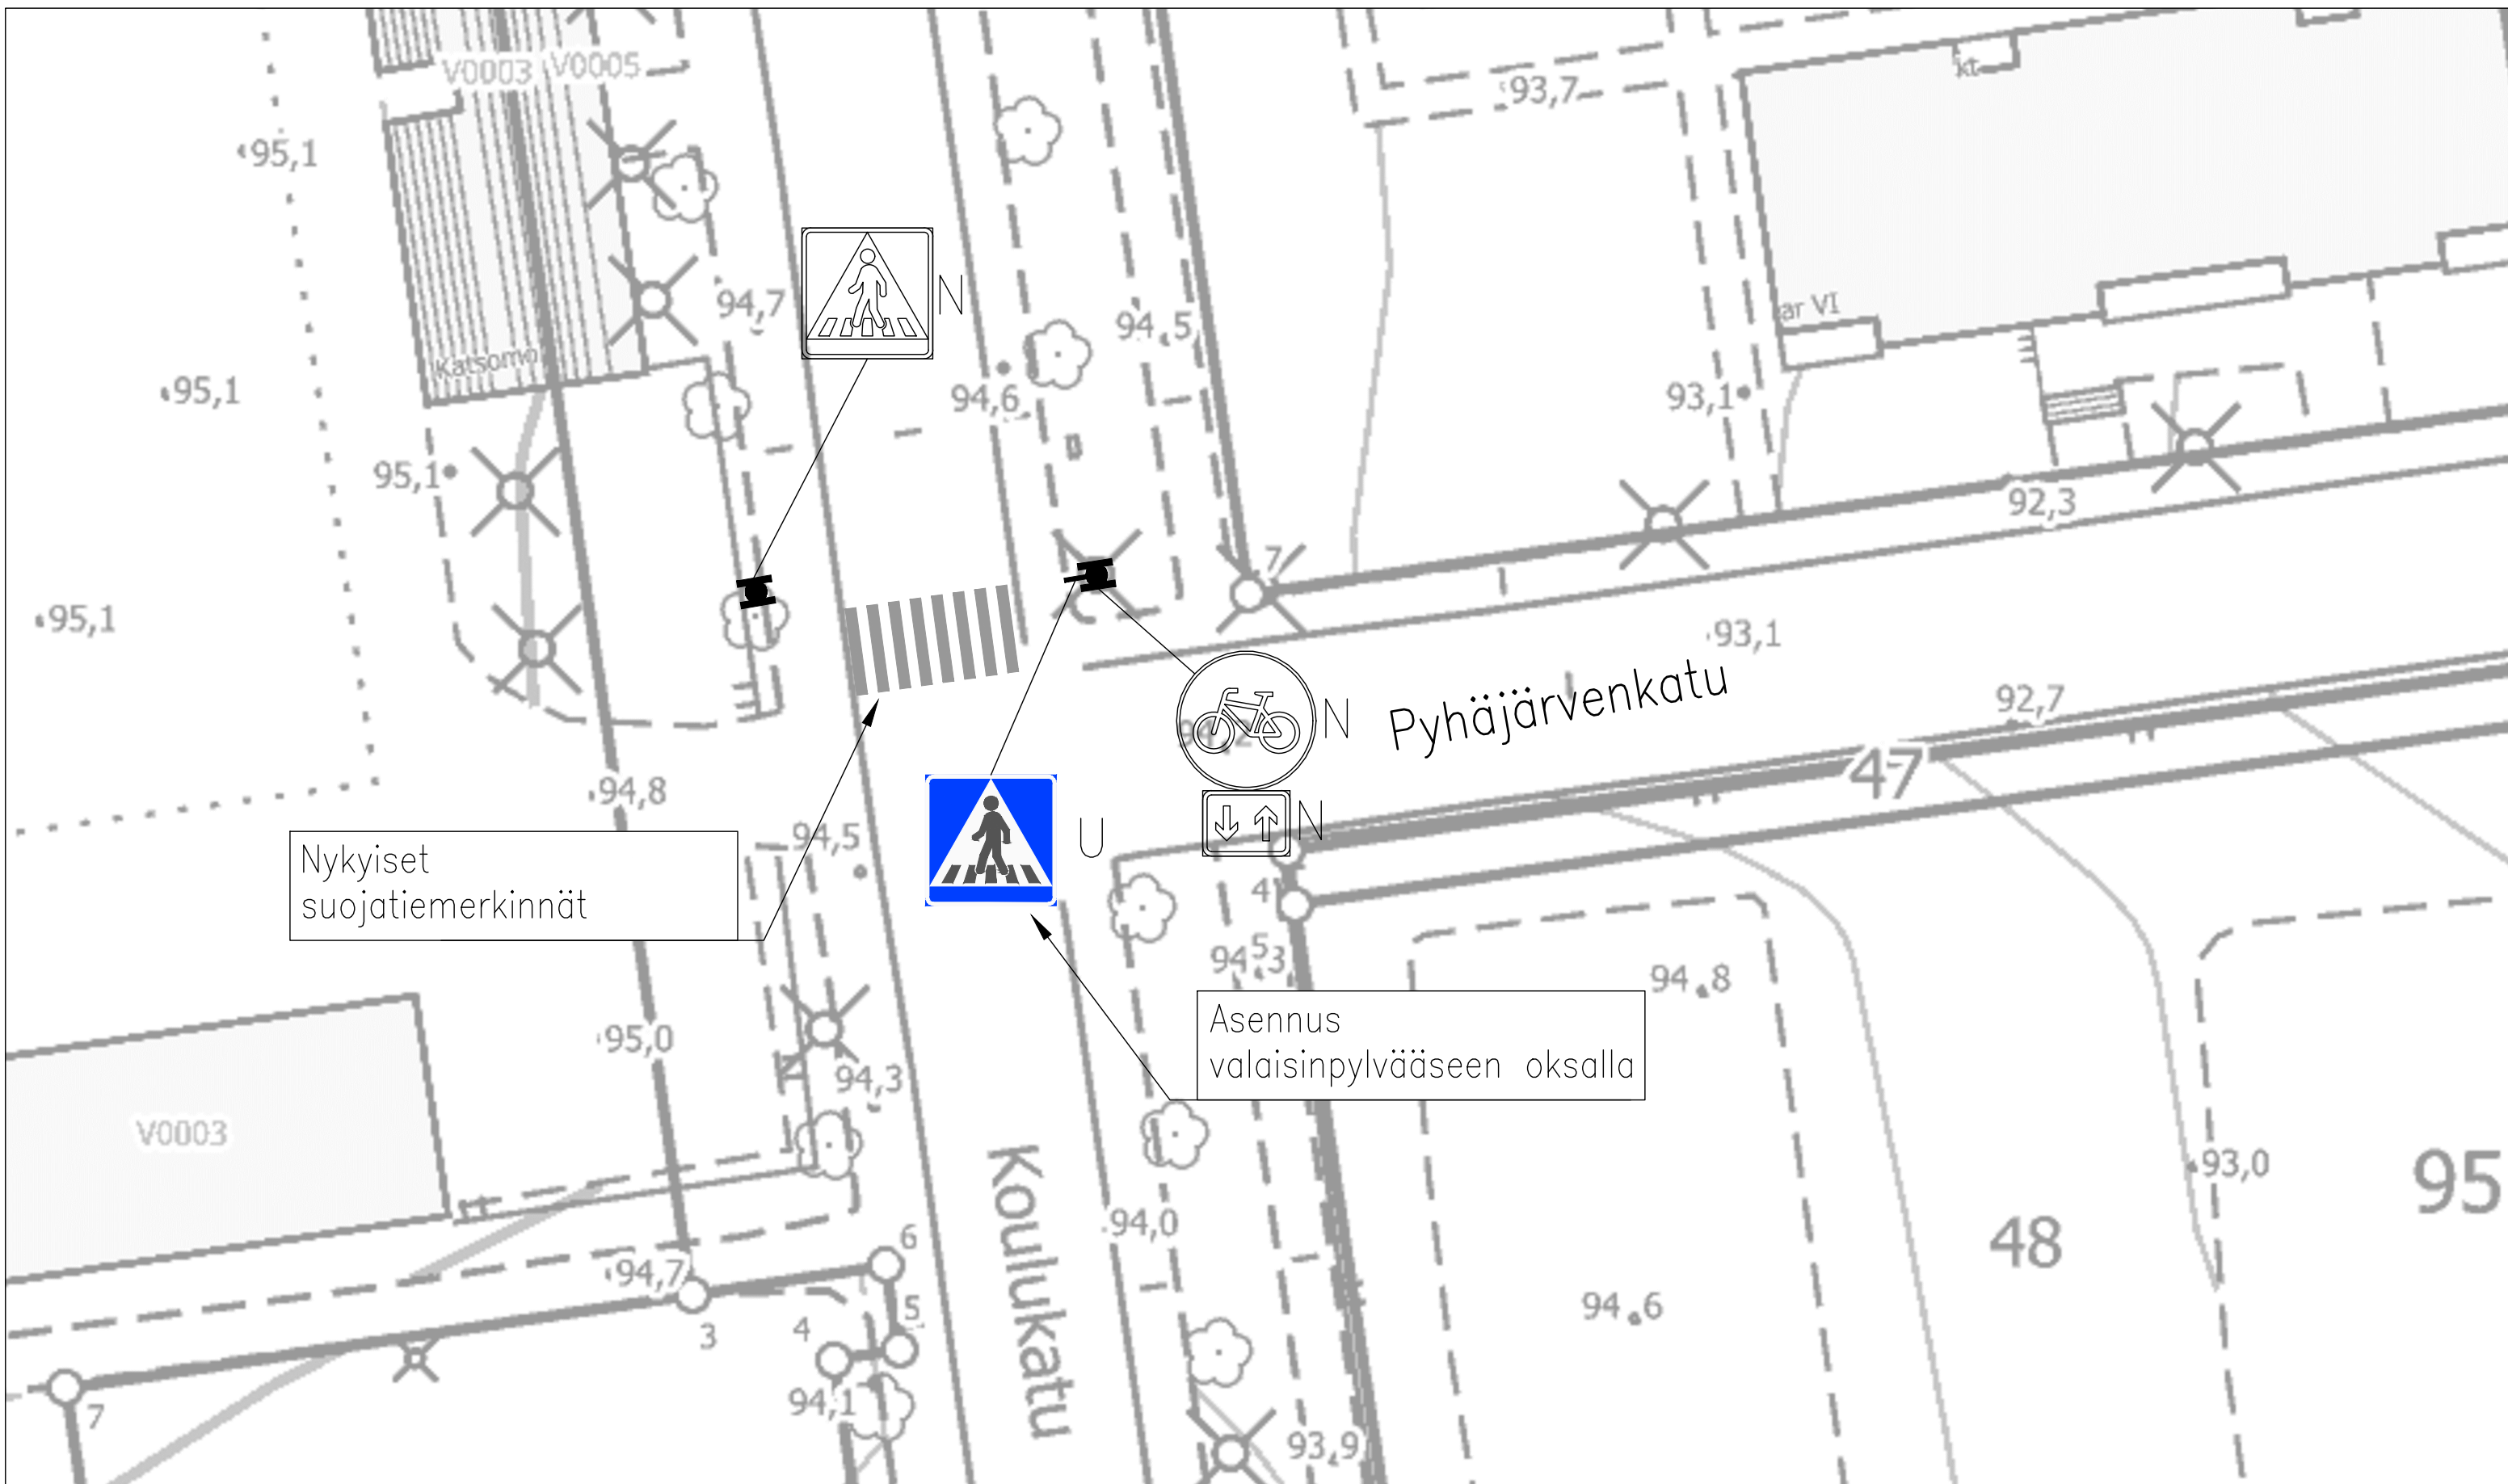 V0003
V0005
kt
93,7
95,1
94,7
N
94,5
ar VI
Katsomo
95,1
94,6
93,1
95,1
92,3
7
95,1
93,1
N
Pyhäjärvenkatu
92,7
47
94,8
N
94,5
U
Nykyiset
suojatiemerkinnät
4
5
94,3
94,8
Asennus
valaisinpylvääseen oksalla
95,0
94,3
V0003
Koulukatu
94,0
93,0
95
48
6
94,7
5
3
4
94,6
94,1
7
93,9